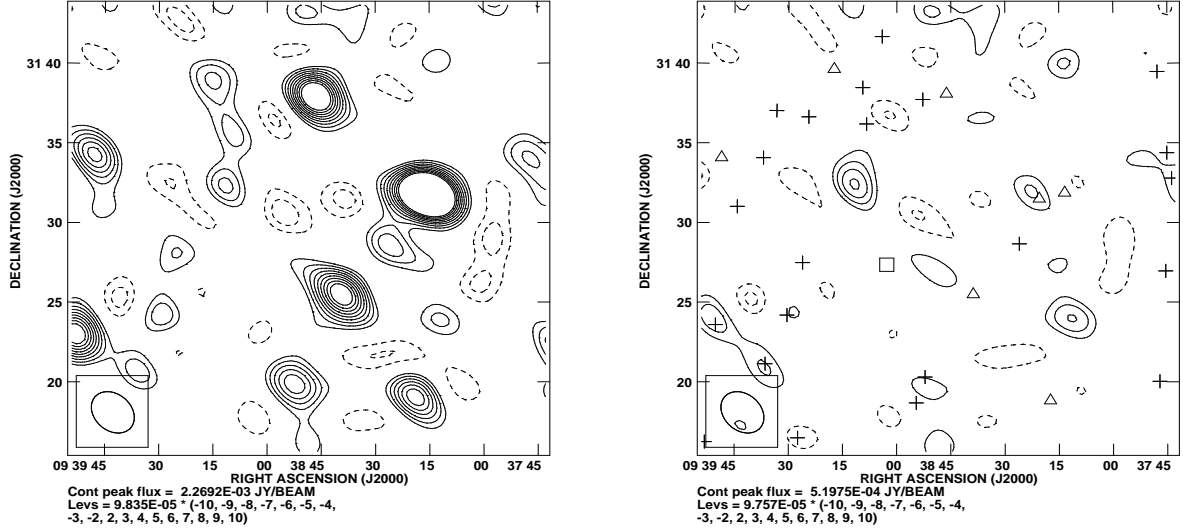 31 40
35
30
25
20
DECLINATION (J2000)
09 39 45 30 15 00 38 45 30 15 00 37 45
RIGHT ASCENSION (J2000)
Cont peak flux = 2.2692E-03 JY/BEAM
Levs = 9.835E-05 * (-10, -9, -8, -7, -6, -5, -4,
-3, -2, 2, 3, 4, 5, 6, 7, 8, 9, 10)
31 40
35
30
25
20
DECLINATION (J2000)
09 39 45 30 15 00 38 45 30 15 00 37 45
RIGHT ASCENSION (J2000)
Cont peak flux = 5.1975E-04 JY/BEAM
Levs = 9.757E-05 * (-10, -9, -8, -7, -6, -5, -4,
-3, -2, 2, 3, 4, 5, 6, 7, 8, 9, 10)